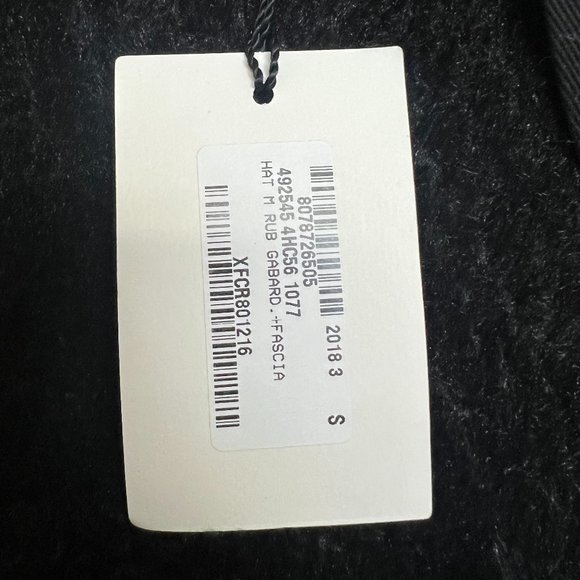 8078726505
492545 4HC56 1077
HAT M RUB GABARD.+FASCIA
2018 3 S
XFCR801216